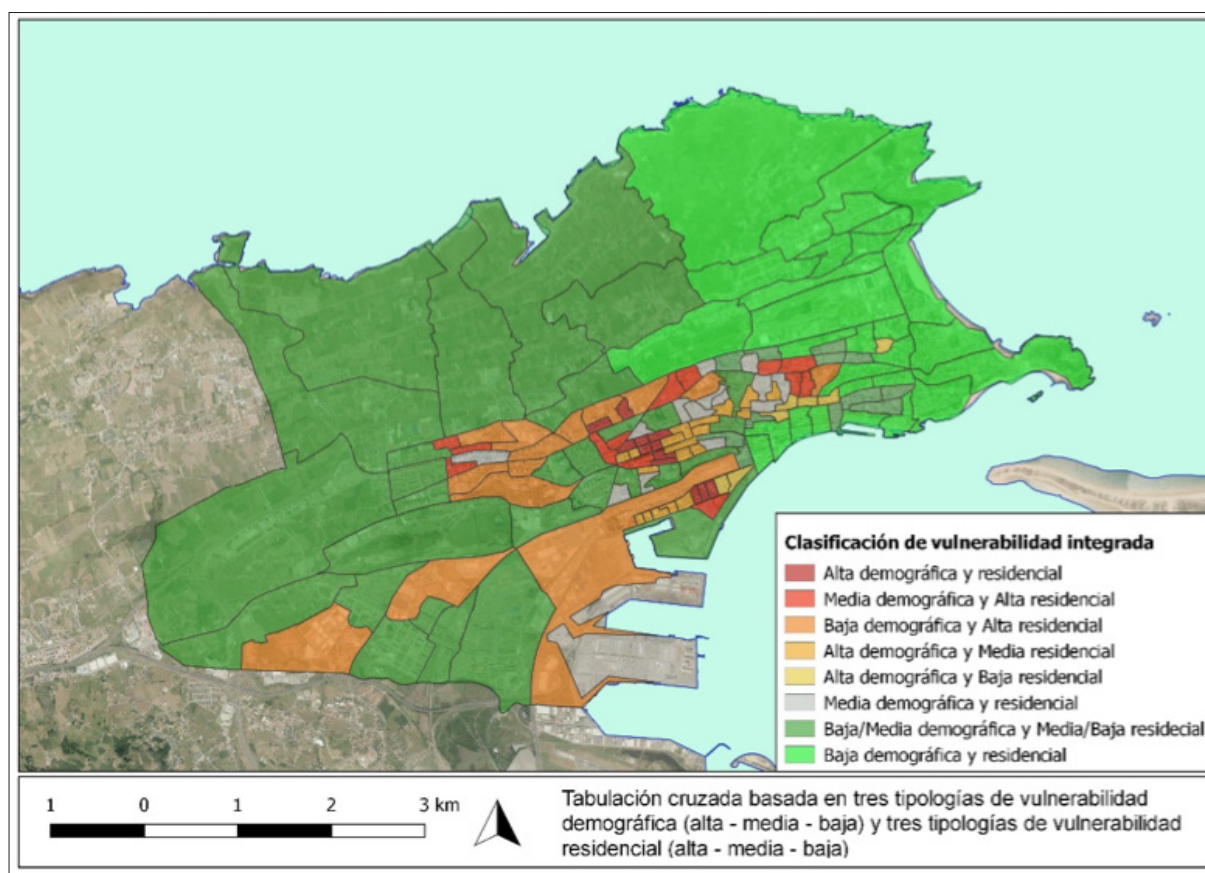 Clasificación de vulnerabilidad integrada
Alta demográfica y residencial
Media demográfica y Alta residencial
Baja demográfica y Alta residencial
Alta demográfica y Media residencial
Alta demográfica y Baja residencial
Media demográfica y residencial
Baja/Media demográfica y Media/Baja residecial
Baja demográfica y residencial
1 0 1 2 3 km
Tabulación cruzada basada en tres tipologías de vulnerabilidad
demográfica (alta - media - baja) y tres tipologías de vulnerabilidad
residencial (alta - media - baja)